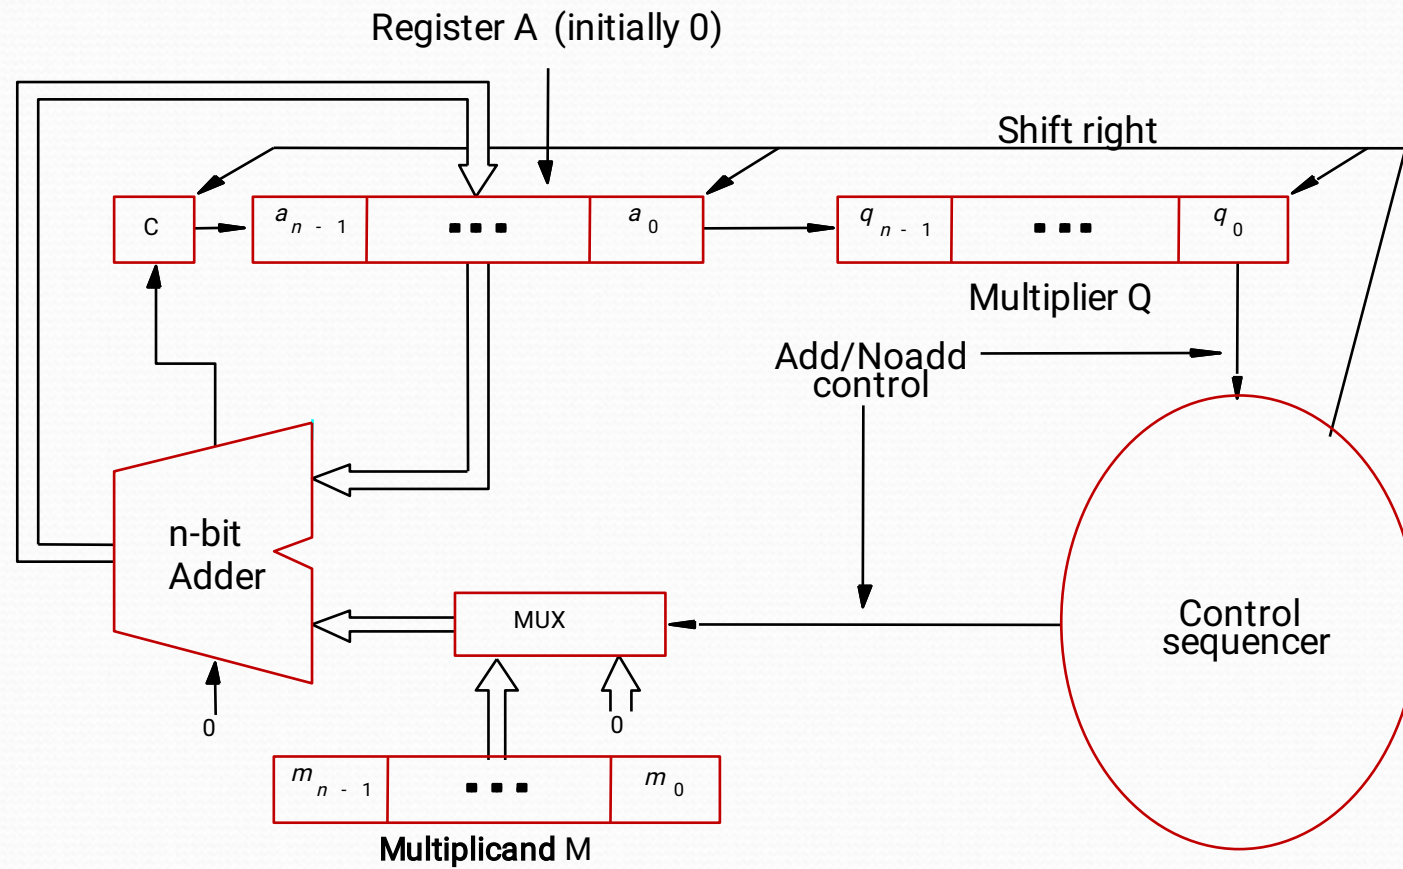 Register A (initially 0)
Shift right
C
a n - 1
a 0
q n - 1
q 0
Multiplier Q
Add/Noadd
control
n-bit
Adder
MUX
Control
sequencer
0
0
m n - 1
m 0
Multiplicand M